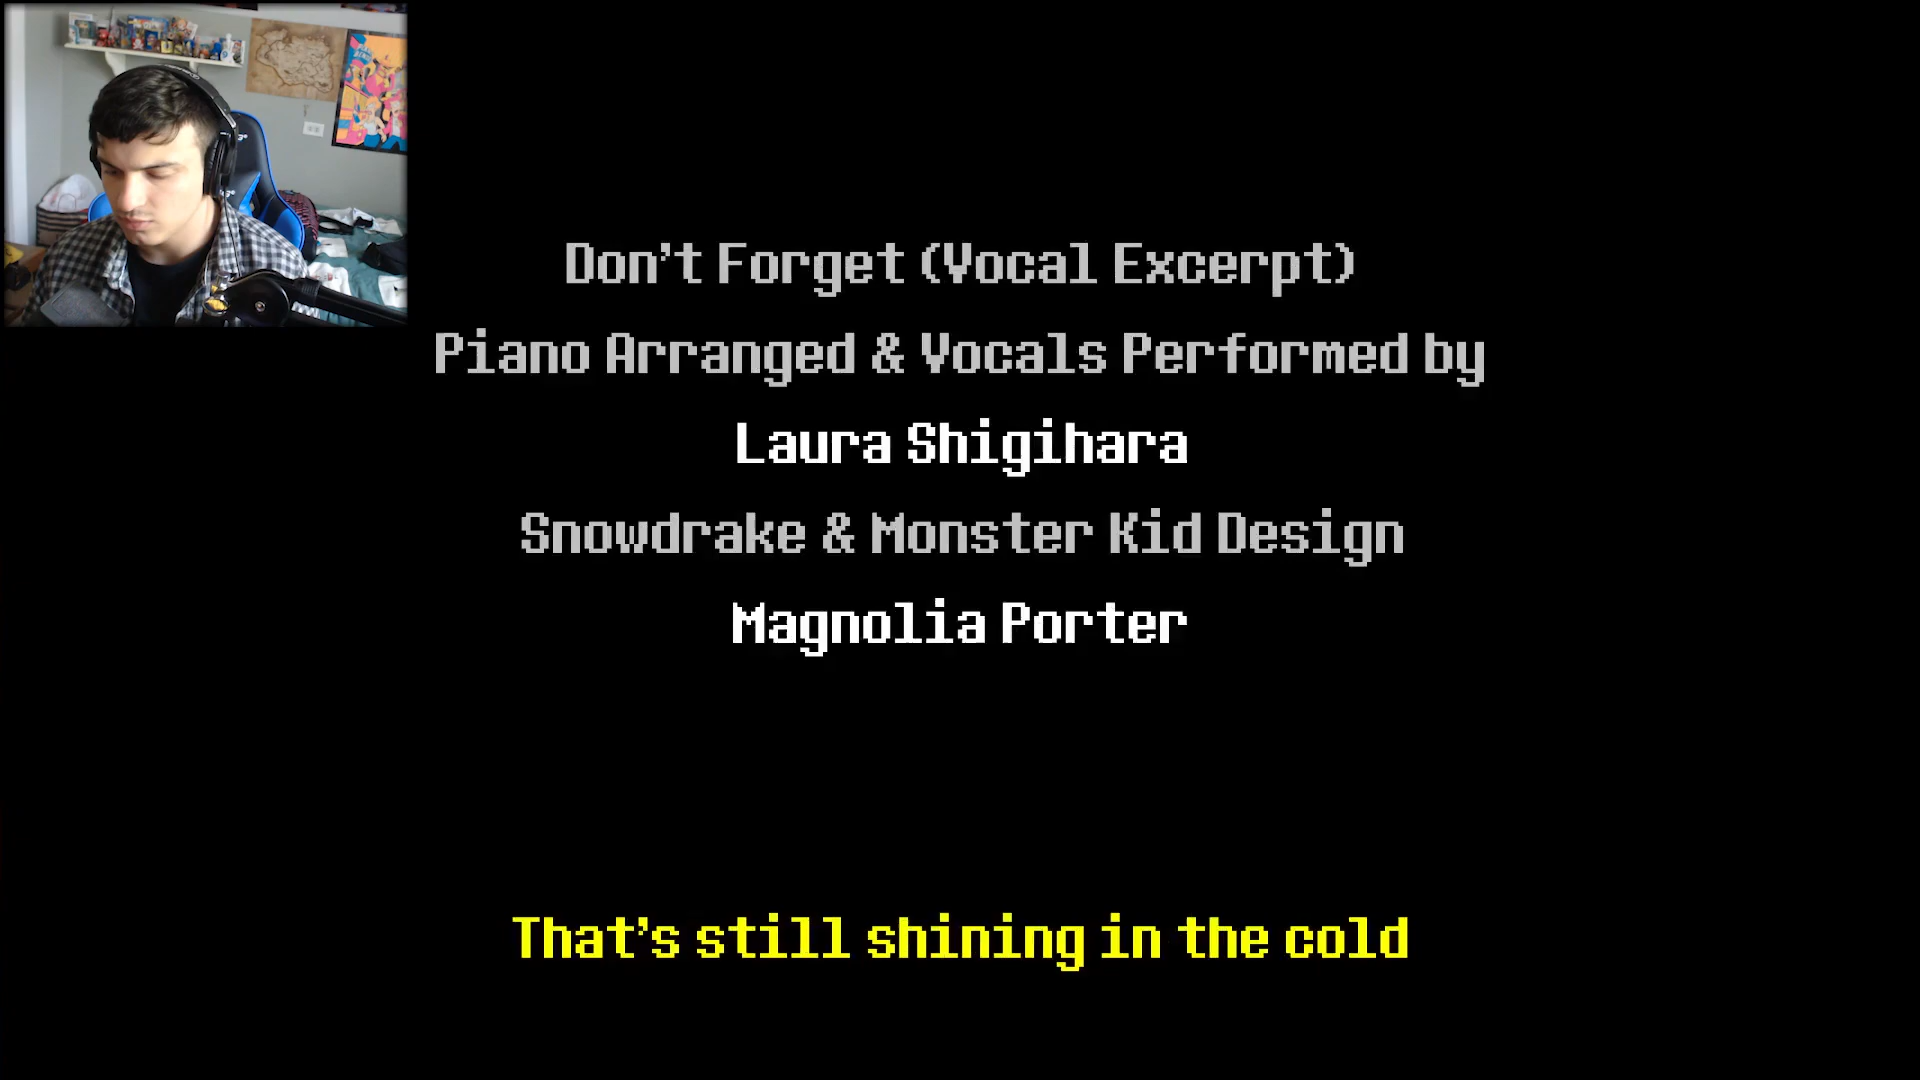 Don't Forget (Vocal Excerpt)
Piano Arranged & Vocals Performed by
Laura Shigihara
Snowdrake & Monster Kid Design
Magnolia Porter
That's still shining in the cold